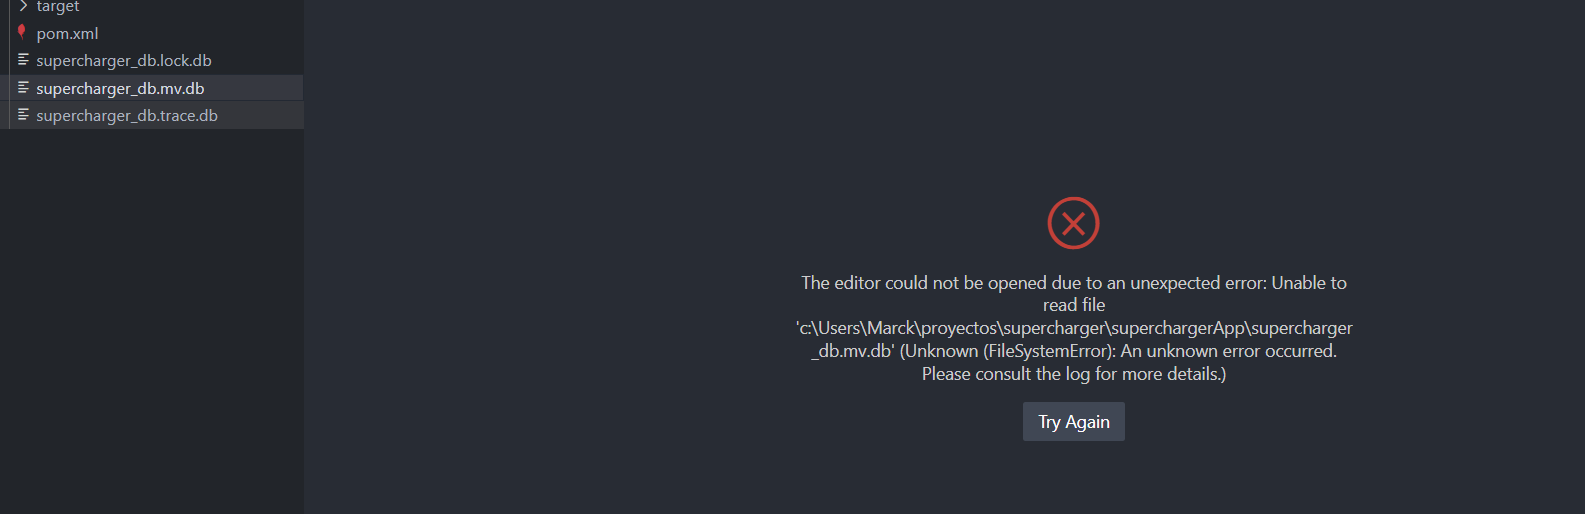 target
pom.xml
supercharger_db.lock.db
supercharger_db.mv.db
supercharger_db.trace.db
The editor could not be opened due to an unexpected error: Unable to
read file
'c:\Users\Marck\proyectos\supercharger\superchargerApp\supercharger
_db.mv.db' (Unknown (FileSystemError): An unknown error occurred.
Please consult the log for more details.)
Try Again